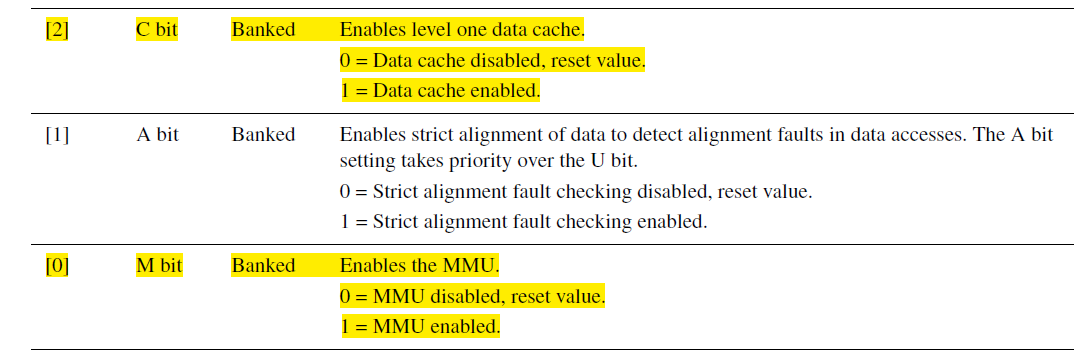 [2] C bit Banked Enables level one data cache.
0 = Data cache disabled, reset value.
1 = Data cache enabled.
[1] A bit Banked Enables strict alignment of data to detect alignment faults in data accesses. The A bit
setting takes priority over the U bit.
0 = Strict alignment fault checking disabled, reset value.
1 = Strict alignment fault checking enabled.
[0] M bit Banked Enables the MMU.
0 = MMU disabled, reset value.
1 = MMU enabled.